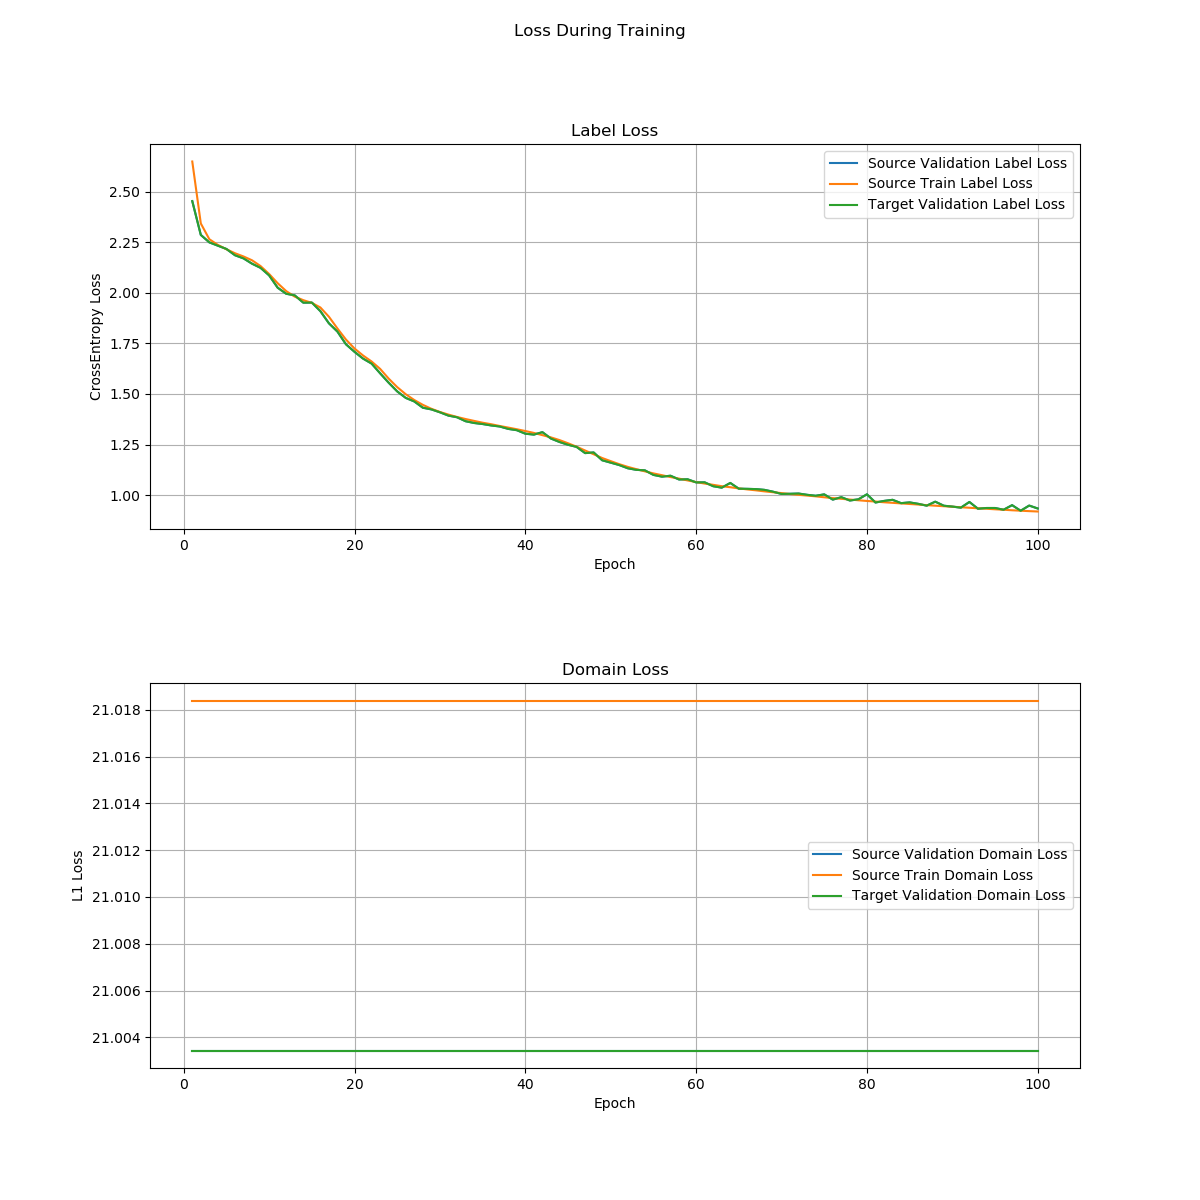 Loss During Training
Label Loss
CrossEntropy Loss
2.50
2.25
2.00
1.75
1.50
1.25
1.00
Source Validation Label Loss
Source Train Label Loss
Target Validation Label Loss
0 20 40 60 80 100
Epoch
Domain Loss
L1 Loss
21.018
21.016
21.014
21.012
21.010
21.008
21.006
21.004
Source Validation Domain Loss
Source Train Domain Loss
Target Validation Domain Loss
0 20 40 60 80 100
Epoch